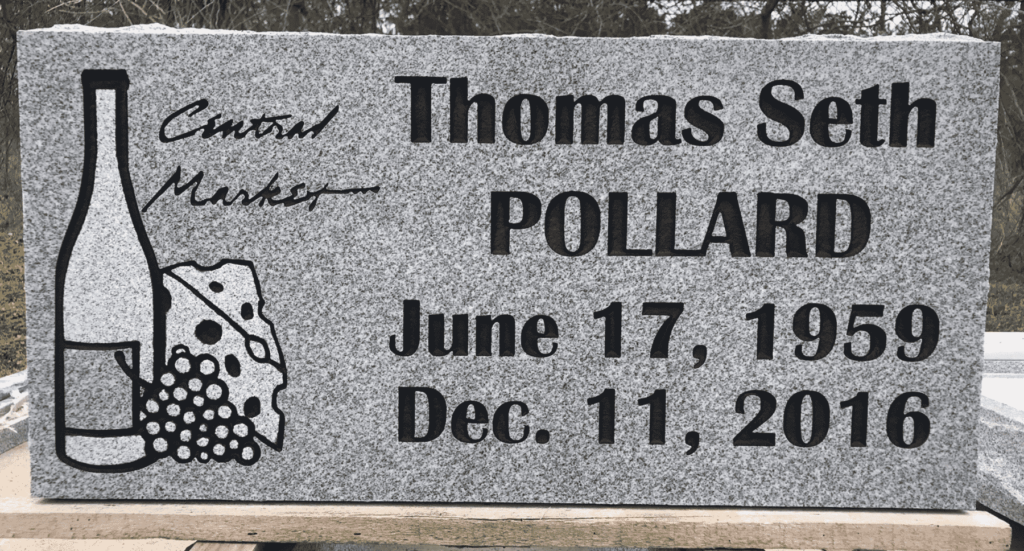 Central
Market
Thomas Seth
POLLARD
June 17, 1959
Dec. 11, 2016